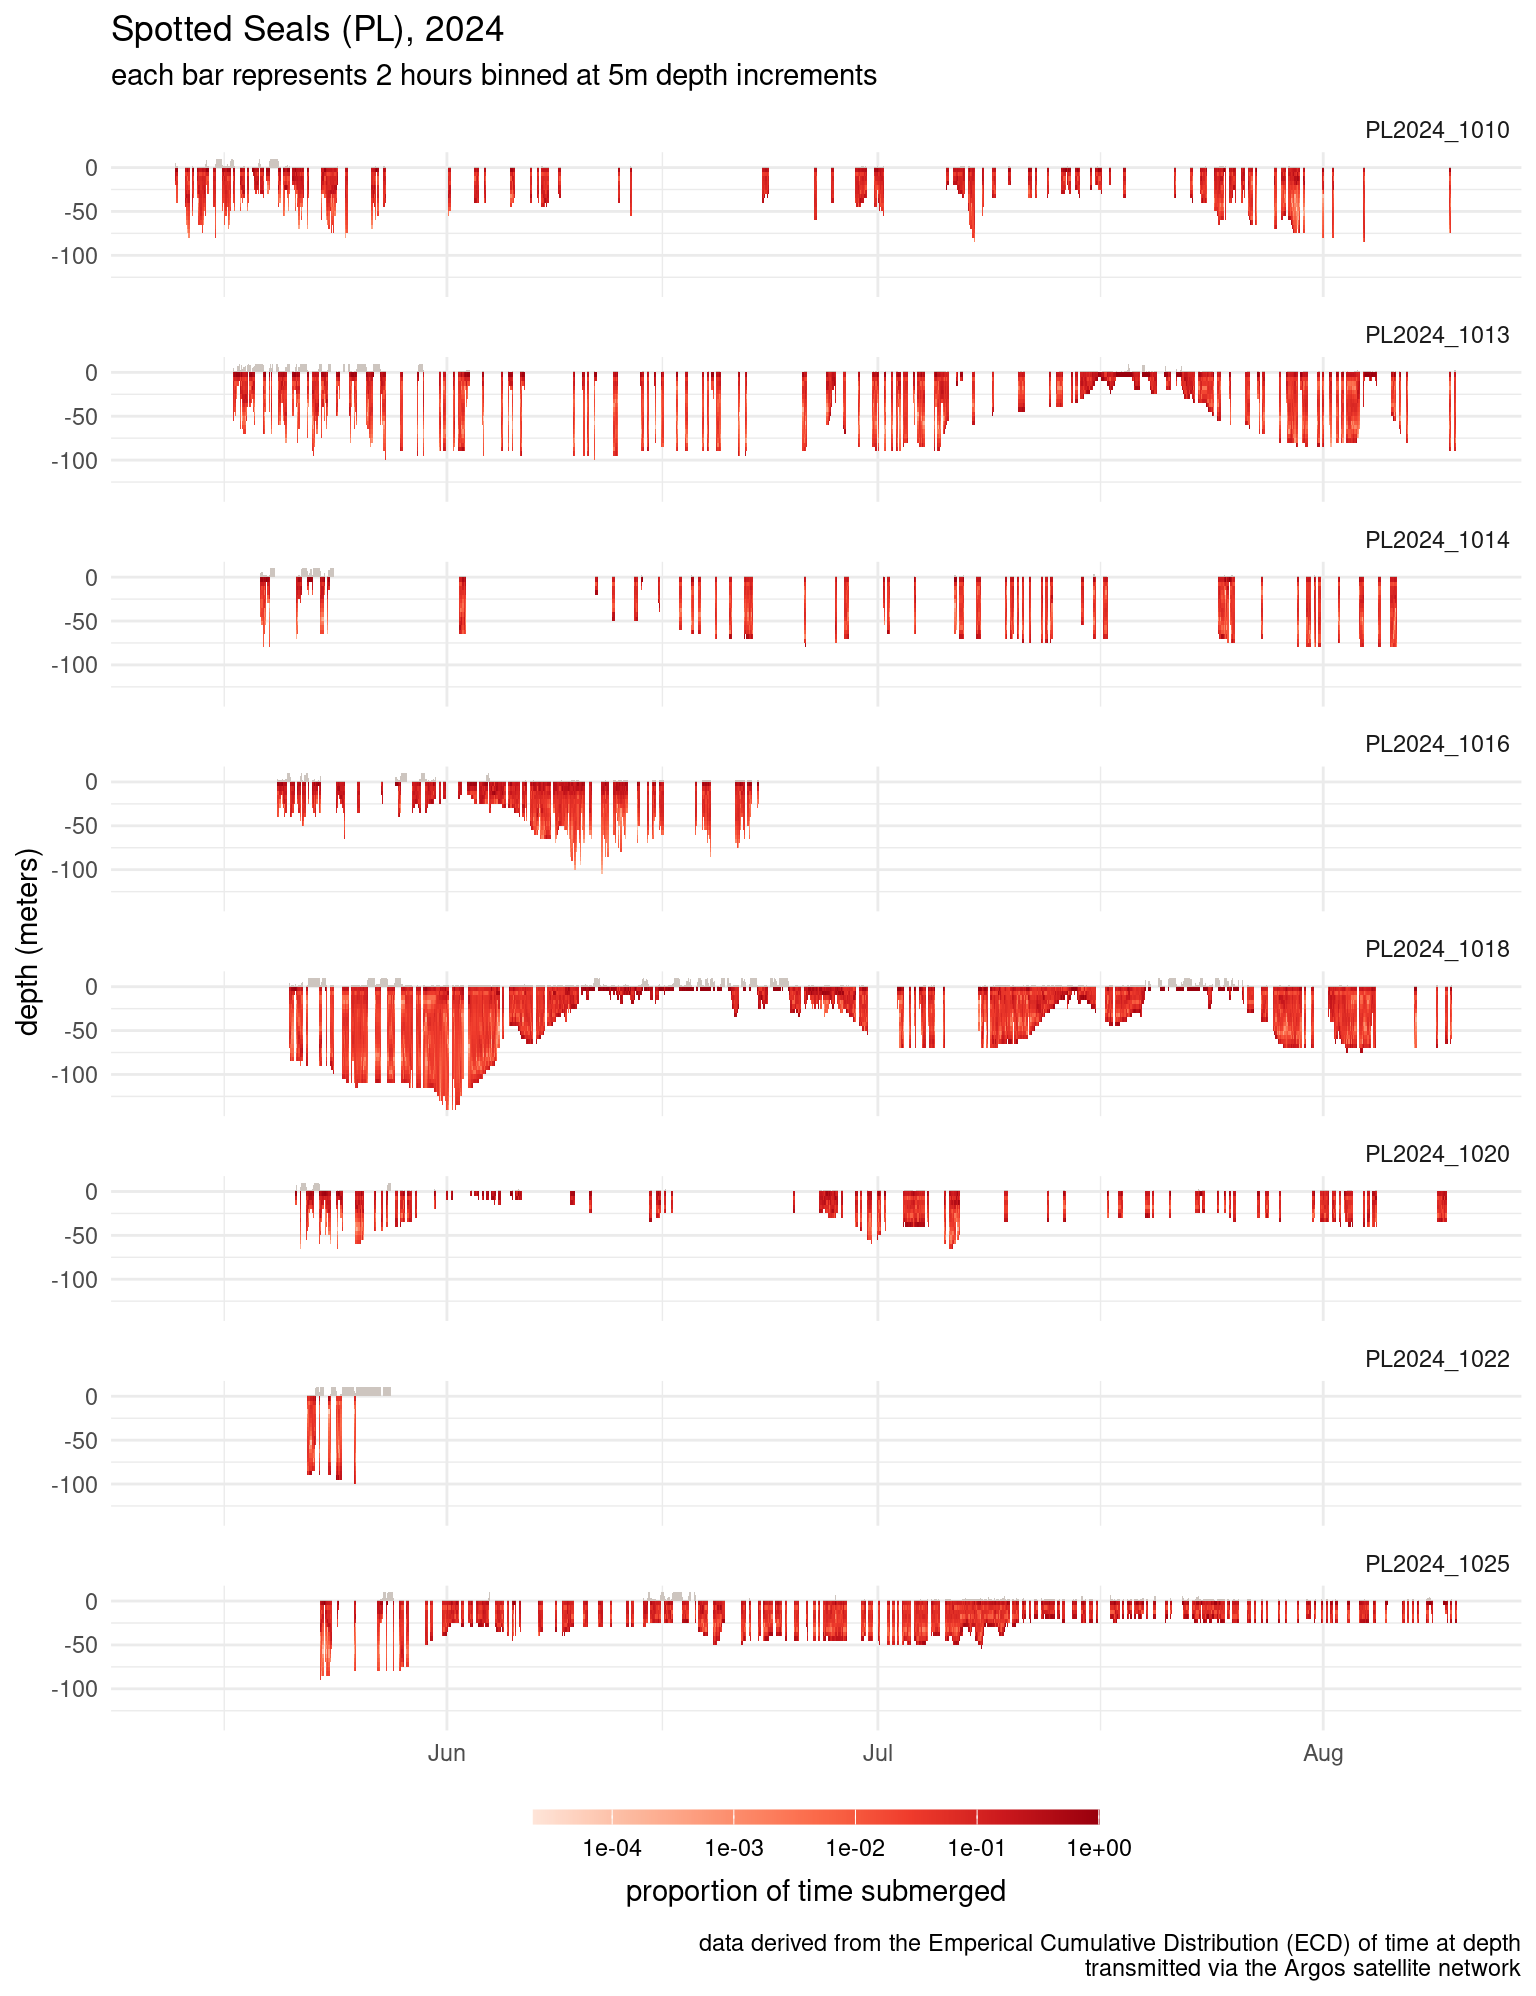 Spotted Seals (PL), 2024
each bar represents 2 hours binned at 5m depth increments
PL2024_1010
0
-50
-100
PL2024_1013
0
-50
-100
PL2024_1014
0
-50
-100
PL2024_1016
0
-50
-100
depth (meters)
PL2024_1018
0
-50
-100
PL2024_1020
0
-50
-100
PL2024_1022
0
-50
-100
PL2024_1025
0
-50
-100
Jun Jul Aug
1e-04 1e-03 1e-02 1e-01 1e+00
proportion of time submerged
data derived from the Emperical Cumulative Distribution (ECD) of time at depth
transmitted via the Argos satellite network